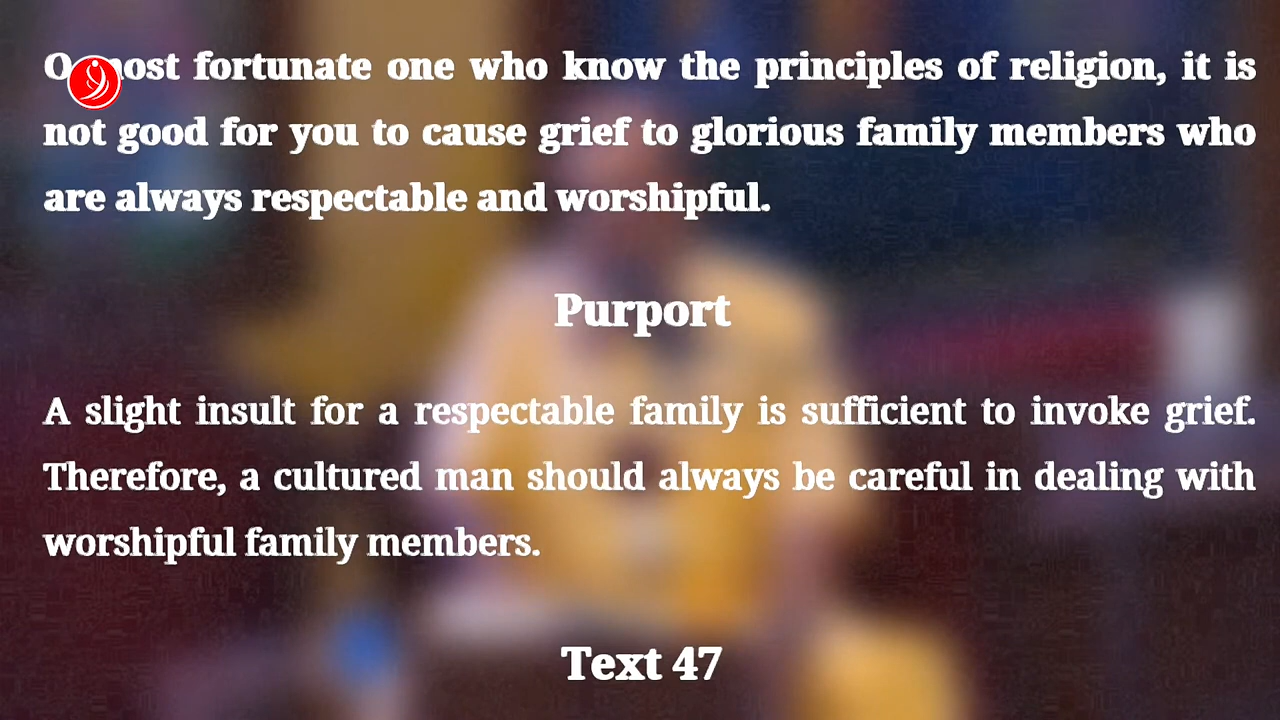 O most fortunate one who know the principles of religion, it is
not good for you to cause grief to glorious family members who
are always respectable and worshipful.
Purport
A slight insult for a respectable family is sufficient to invoke grief.
Therefore, a cultured man should always be careful in dealing with
worshipful family members.
Text 47